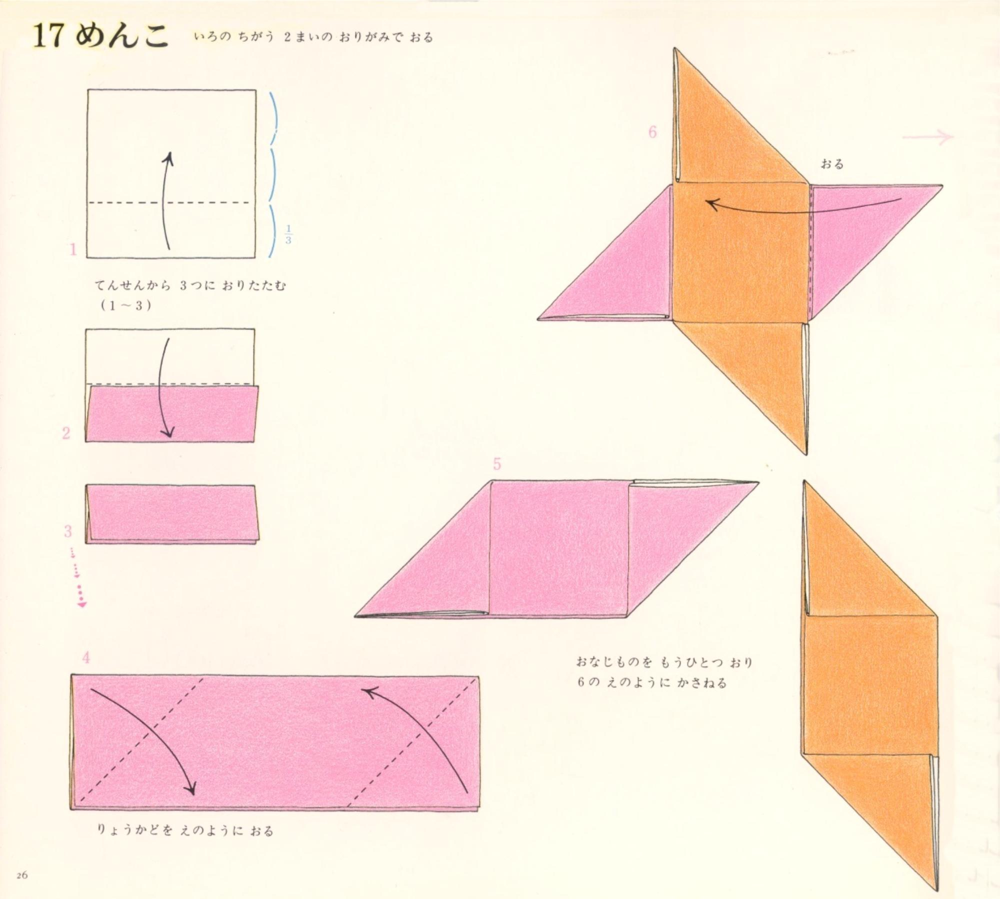 17 めんこ いろの ちがう 2まいの おりがみで おる
1
1/3
てんせんから 3つに おりたたむ
(1〜3)
2
3
4
りょうかどを えのように おる
5
おなじものを もうひとつ おり
6の えのように かさねる
6
おる
26